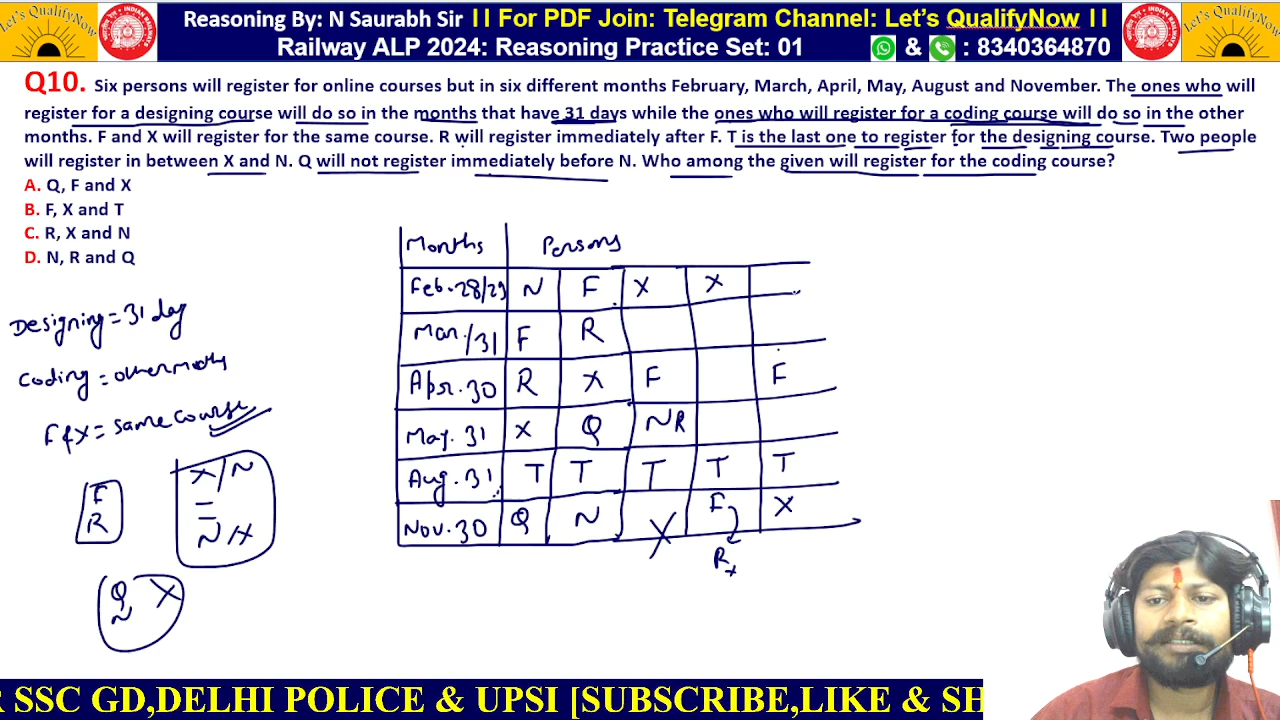 Reasoning By: N Saurabh Sir II For PDF Join: Telegram Channel: Let's QualifyNow II
Railway ALP 2024: Reasoning Practice Set: 01 & : 8340364870
Let's QualifyNow
INDIAN RAILWAYS
INDIAN RAILWAYS
Let's QualifyNow
Q10. Six persons will register for online courses but in six different months February, March, April, May, August and November. The ones who will
register for a designing course will do so in the months that have 31 days while the ones who will register for a coding course will do so in the other
months. F and X will register for the same course. R will register immediately after F. T is the last one to register for the designing course. Two people
will register in between X and N. Q will not register immediately before N. Who among the given will register for the coding course?
A. Q, F and X
B. F, X and T
C. R, X and N
D. N, R and Q
Months Persons
Feb. 28/29 N F X X
Mar./31 F R
Apr. 30 R X F F
May. 31 X Q N R
Aug. 31 T T T T T
Nov. 30 Q N X F X
R x
Designing = 31 day
Coding = other
F & X = same course
F
R
X/N
N/X
Q X
N
R SSC GD,DELHI POLICE & UPSI [SUBSCRIBE,LIKE & SH